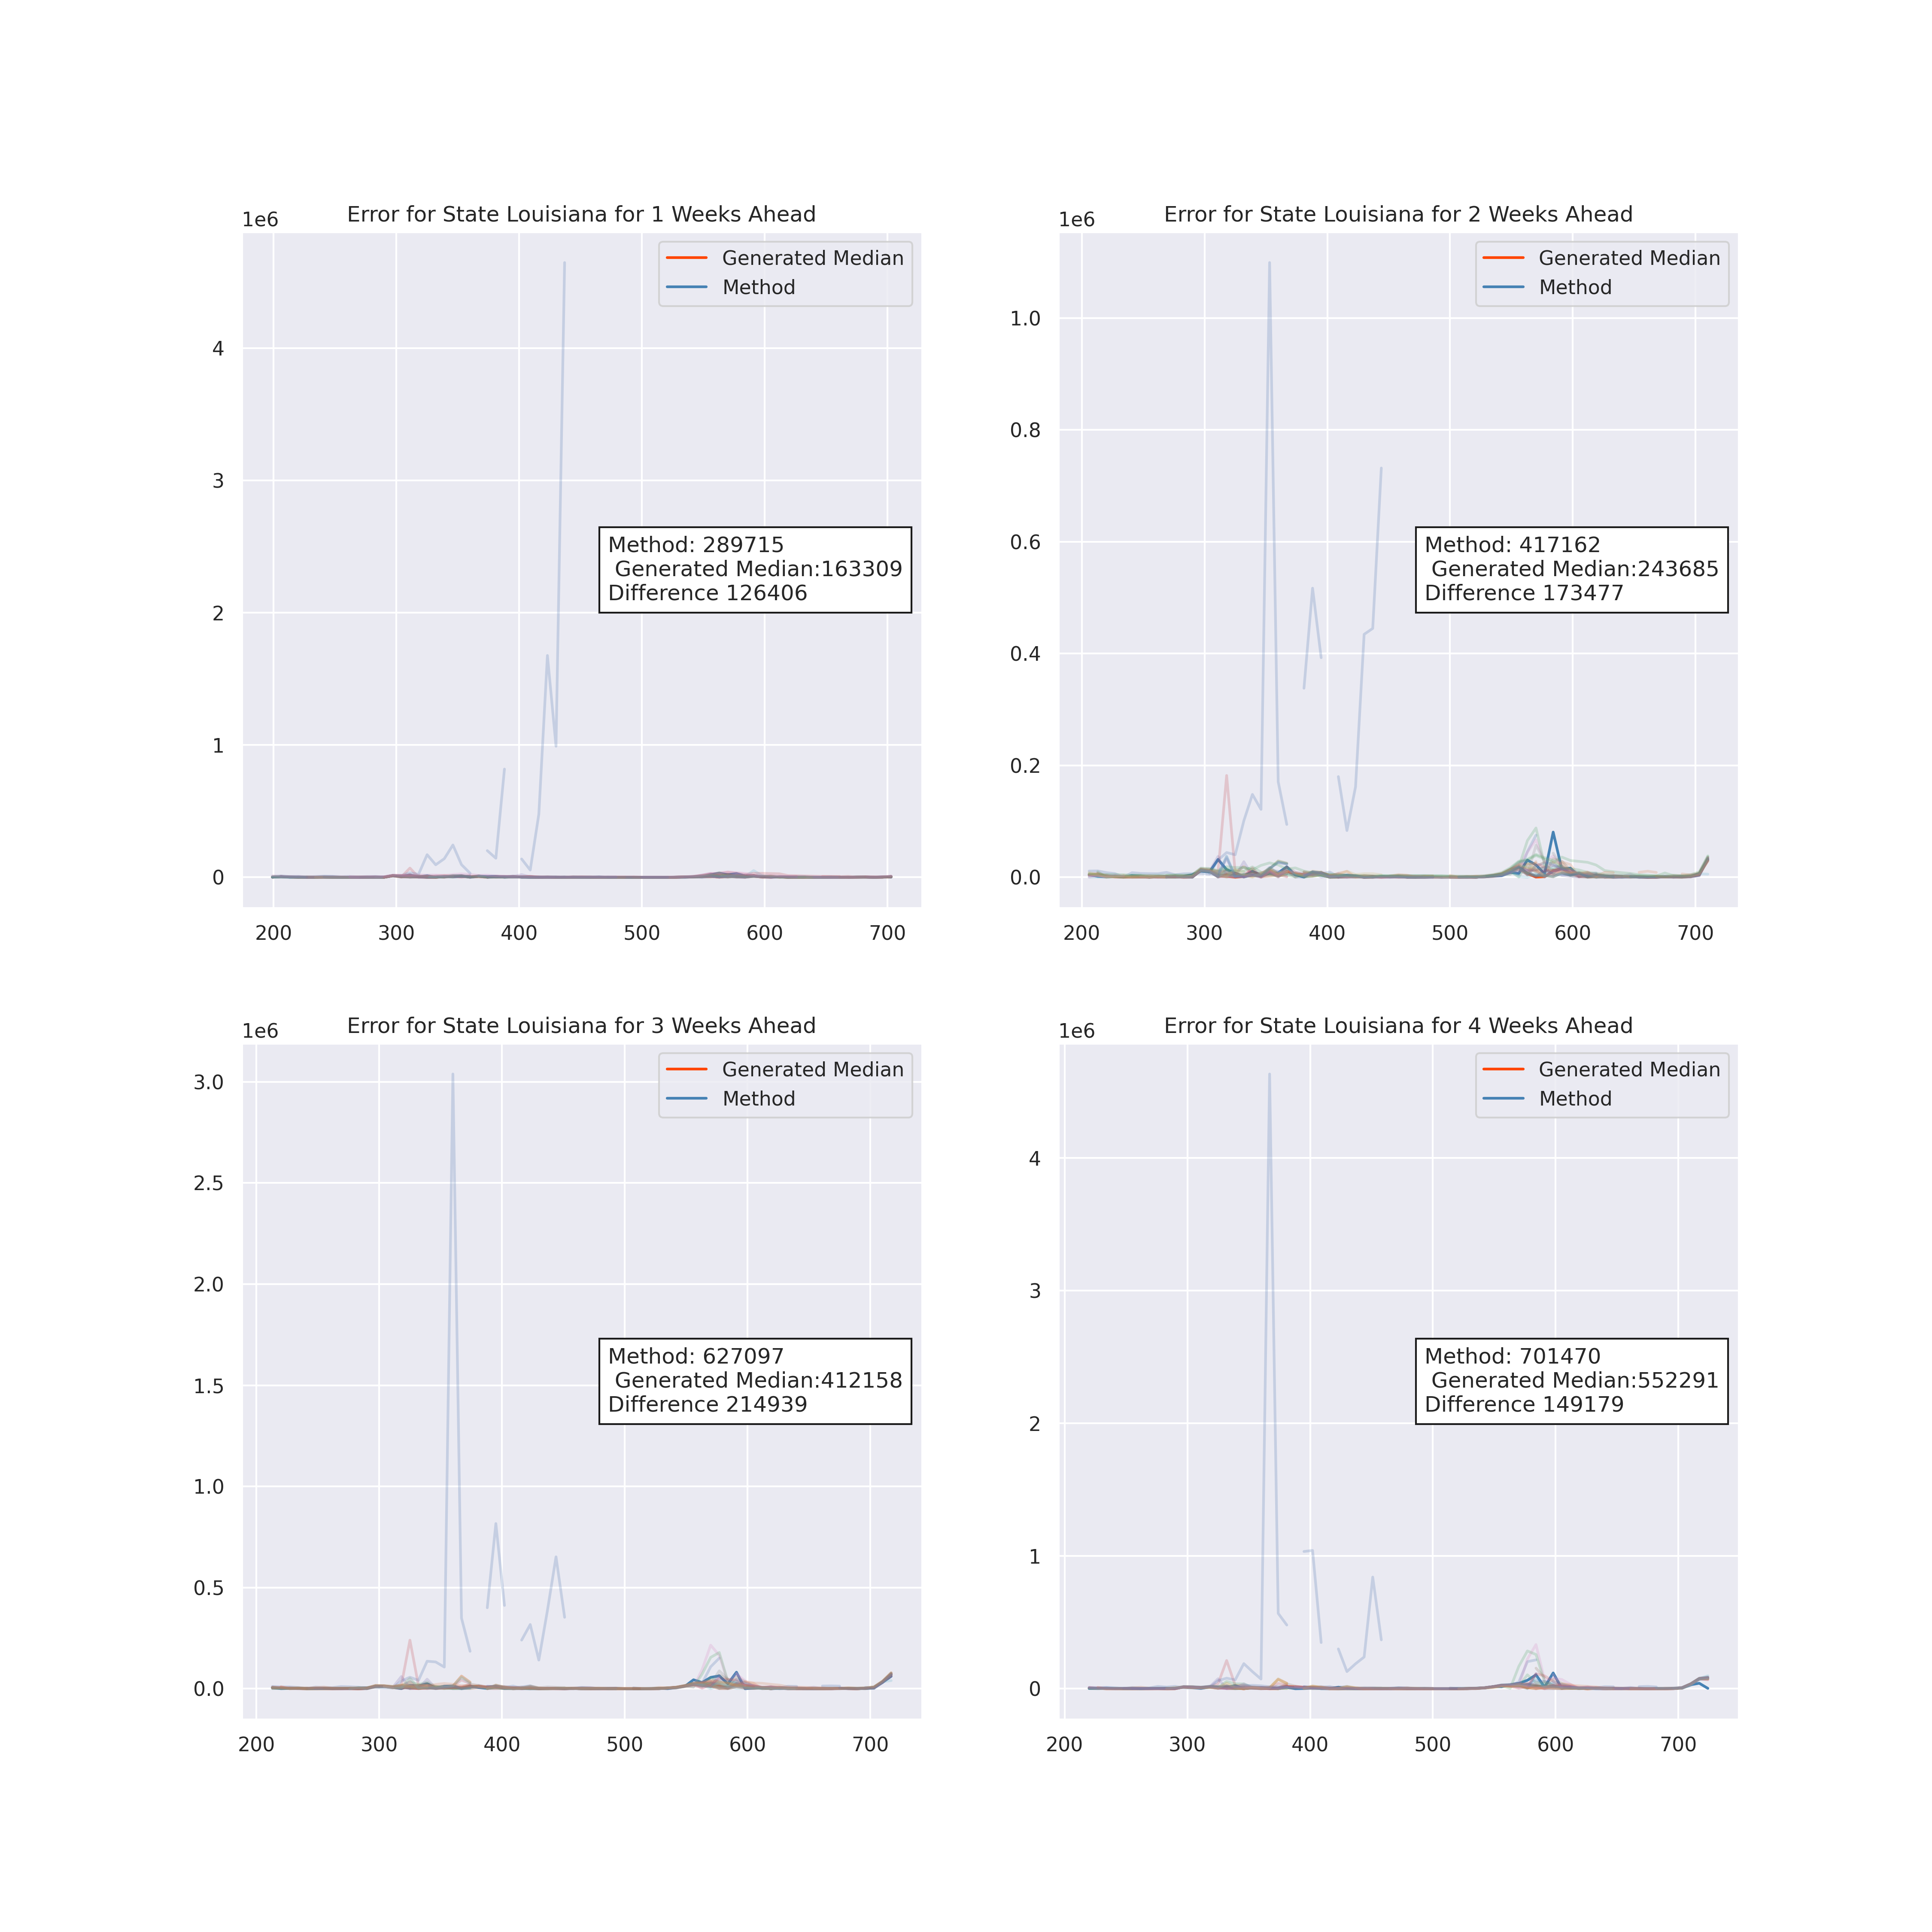 Error for State Louisiana for 1 Weeks Ahead
1e6
Generated Median
Method
4
3
2
1
0
Method: 289715
Generated Median:163309
Difference 126406
200 300 400 500 600 700
Error for State Louisiana for 2 Weeks Ahead
1e6
Generated Median
Method
1.0
0.8
0.6
0.4
0.2
0.0
Method: 417162
Generated Median:243685
Difference 173477
200 300 400 500 600 700
Error for State Louisiana for 3 Weeks Ahead
1e6
Generated Median
Method
3.0
2.5
2.0
1.5
1.0
0.5
0.0
Method: 627097
Generated Median:412158
Difference 214939
200 300 400 500 600 700
Error for State Louisiana for 4 Weeks Ahead
1e6
Generated Median
Method
4
3
2
1
0
Method: 701470
Generated Median:552291
Difference 149179
200 300 400 500 600 700